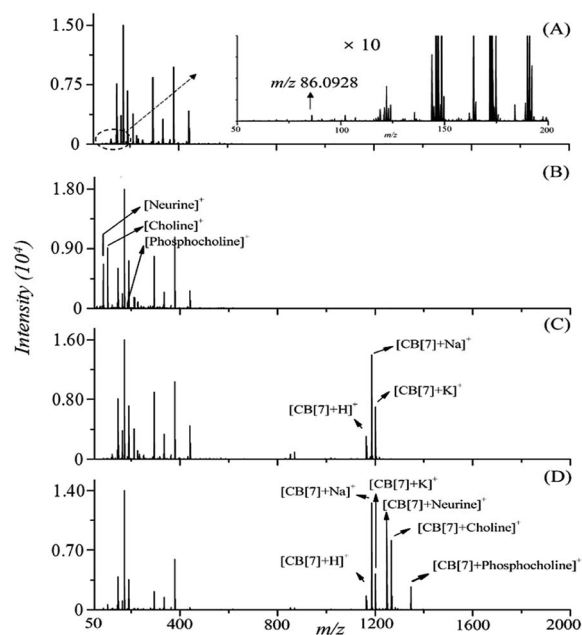 (A)
1.50
0.75
0
× 10
m/z 86.0928
50
100
150
200
m/z
(B)
1.80
0.90
0
[Neurine]⁺
[Choline]⁺
[Phosphocholine]⁺
Intensity (10⁴)
(C)
1.60
0.80
0
[CB[7]+Na]⁺
[CB[7]+K]⁺
[CB[7]+H]⁺
(D)
1.40
0.70
0
[CB[7]+Na]⁺
[CB[7]+K]⁺
[CB[7]+Neurine]⁺
[CB[7]+Choline]⁺
[CB[7]+H]⁺
[CB[7]+Phosphocholine]⁺
50
400
800
1200
1600
2000
m/z